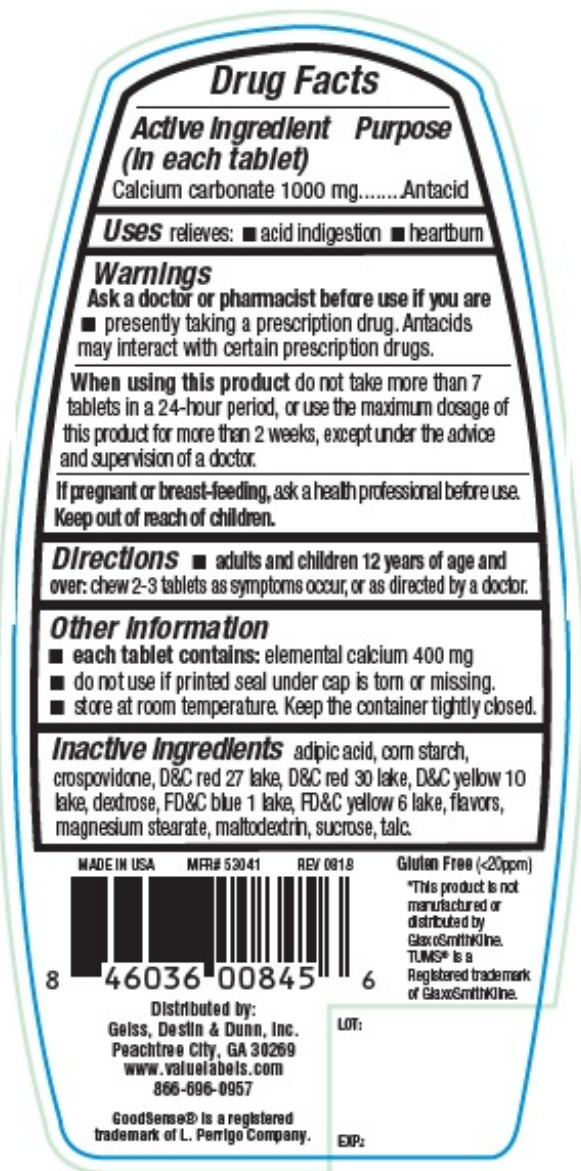 Drug Facts
Active Ingredient Purpose
(In each tablet)
Calcium carbonate 1000 mg........Antacid
Uses relieves: ■ acid indigestion ■ heartburn
Warnings
Ask a doctor or pharmacist before use if you are
■ presently taking a prescription drug. Antacids
may interact with certain prescription drugs.
When using this product do not take more than 7
tablets in a 24-hour period, or use the maximum dosage of
this product for more than 2 weeks, except under the advice
and supervision of a doctor.
If pregnant or breast-feeding, ask a health professional before use.
Keep out of reach of children.
Directions ■ adults and children 12 years of age and
over: chew 2-3 tablets as symptoms occur, or as directed by a doctor.
Other Information
■ each tablet contains: elemental calcium 400 mg
■ do not use if printed seal under cap is torn or missing.
■ store at room temperature. Keep the container tightly closed.
Inactive Ingredients adipic acid, corn starch,
crospovidone, D&C red 27 lake, D&C red 30 lake, D&C yellow 10
lake, dextrose, FD&C blue 1 lake, FD&C yellow 6 lake, flavors,
magnesium stearate, maltodextrin, sucrose, talc.
MADE IN USA MFR# 53041 REV 0818
8 46036 00845 6
Distributed by:
Geiss, Destin & Dunn, Inc.
Peachtree City, GA 30269
www.valuelabels.com
866-696-0957
GoodSense® is a registered
trademark of L. Perrigo Company.
Gluten Free (<20ppm)
*This product is not
manufactured or
distributed by
GlaxoSmithKline.
TUMS® is a
Registered trademark
of GlaxoSmithKline.
LOT:
EXP: